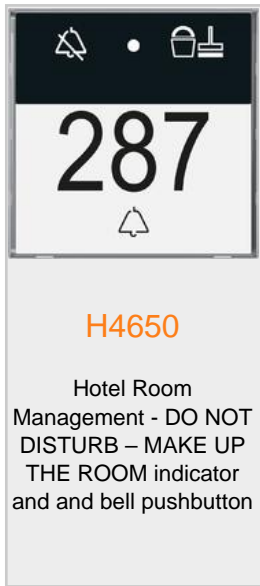 287
H4650
Hotel Room
Management - DO NOT
DISTURB – MAKE UP
THE ROOM indicator
and and bell pushbutton